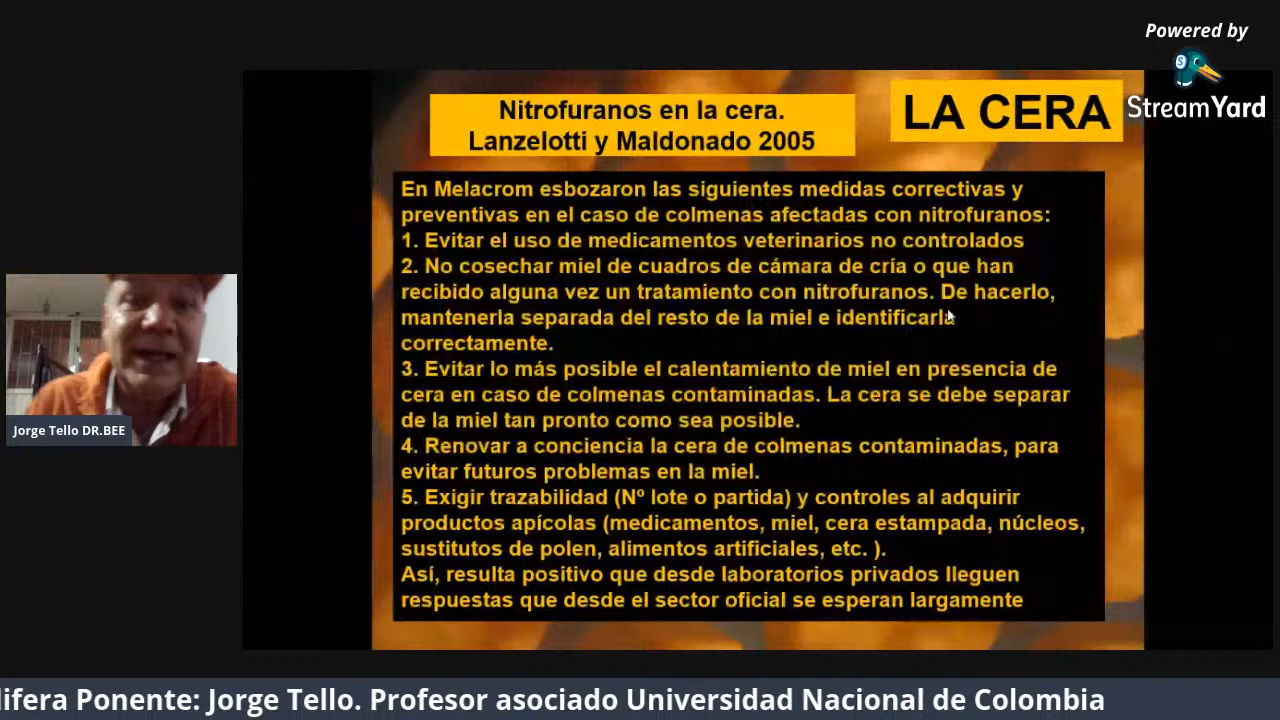 Powered by
StreamYard
Nitrofuranos en la cera.
Lanzelotti y Maldonado 2005
LA CERA
En Melacrom esbozaron las siguientes medidas correctivas y
preventivas en el caso de colmenas afectadas con nitrofuranos:
1. Evitar el uso de medicamentos veterinarios no controlados
2. No cosechar miel de cuadros de cámara de cría o que han
recibido alguna vez un tratamiento con nitrofuranos. De hacerlo,
mantenerla separada del resto de la miel e identificarla
correctamente.
3. Evitar lo más posible el calentamiento de miel en presencia de
cera en caso de colmenas contaminadas. La cera se debe separar
de la miel tan pronto como sea posible.
4. Renovar a conciencia la cera de colmenas contaminadas, para
evitar futuros problemas en la miel.
5. Exigir trazabilidad (Nº lote o partida) y controles al adquirir
productos apícolas (medicamentos, miel, cera estampada, núcleos,
sustitutos de polen, alimentos artificiales, etc. ).
Así, resulta positivo que desde laboratorios privados lleguen
respuestas que desde el sector oficial se esperan largamente
Jorge Tello DR.BEE
lifera Ponente: Jorge Tello. Profesor asociado Universidad Nacional de Colombia